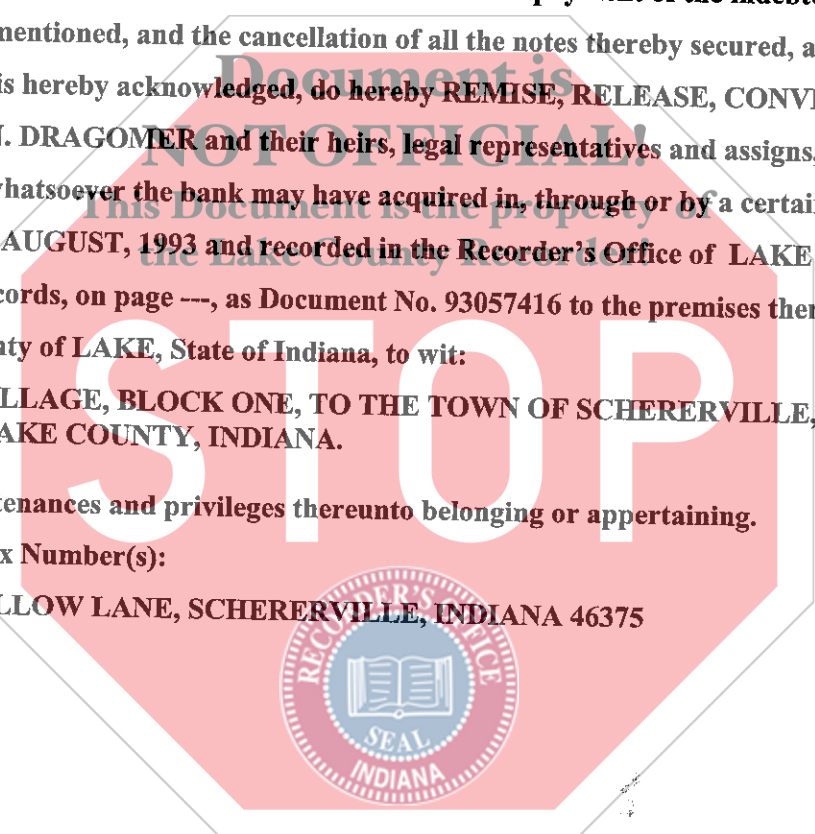 mentioned, and the cancellation of all the notes thereby secured, a
is hereby acknowledged, do hereby REMISE, RELEASE, CONV
Document is
N. DRAGOMER and their heirs, legal representatives and assigns,
NOT OFFICIAL!
whatsoever the bank may have acquired in, through or by a certai
This Document is the property of
AUGUST, 1993 and recorded in the Recorder's Office of LAKE
the Lake County Recorder!
cords, on page ---, as Document No. 93057416 to the premises ther
nty of LAKE, State of Indiana, to wit:
LLAGE, BLOCK ONE, TO THE TOWN OF SCHERERVILLE,
AKE COUNTY, INDIANA.
STOP
tenances and privileges thereunto belonging or appertaining.
x Number(s):
LLOW LANE, SCHERERVILLE, INDIANA 46375
RECORDER'S OFFICE
SEAL
INDIANA